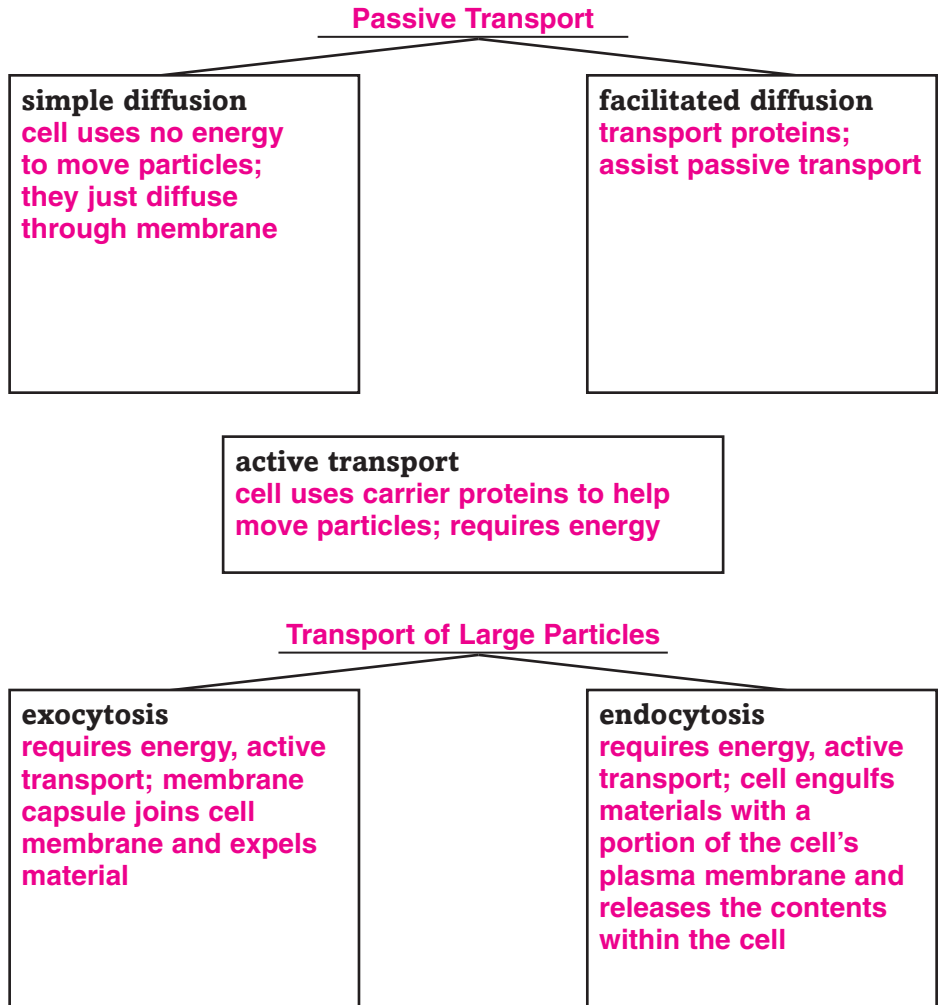 Passive Transport
simple diffusion
cell uses no energy
to move particles;
they just diffuse
through membrane
facilitated diffusion
transport proteins;
assist passive transport
active transport
cell uses carrier proteins to help
move particles; requires energy
Transport of Large Particles
exocytosis
requires energy, active
transport; membrane
capsule joins cell
membrane and expels
material
endocytosis
requires energy, active
transport; cell engulfs
materials with a
portion of the cell's
plasma membrane and
releases the contents
within the cell